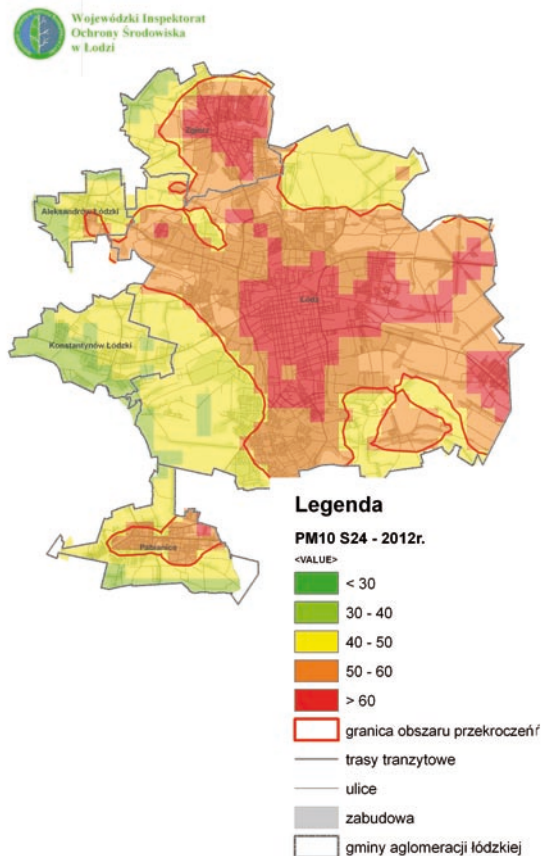 Wojewódzki Inspektorat
Ochrony Środowiska
w Łodzi
Zgierz
Aleksandrów Łódzki
Łódź
Konstantynów Łódzki
Pabianice
Legenda
PM10 S24 - 2012r.
<VALUE>
< 30
30 - 40
40 - 50
50 - 60
> 60
granica obszaru przekroczeń
trasy tranzytowe
ulice
zabudowa
gminy aglomeracji łódzkiej